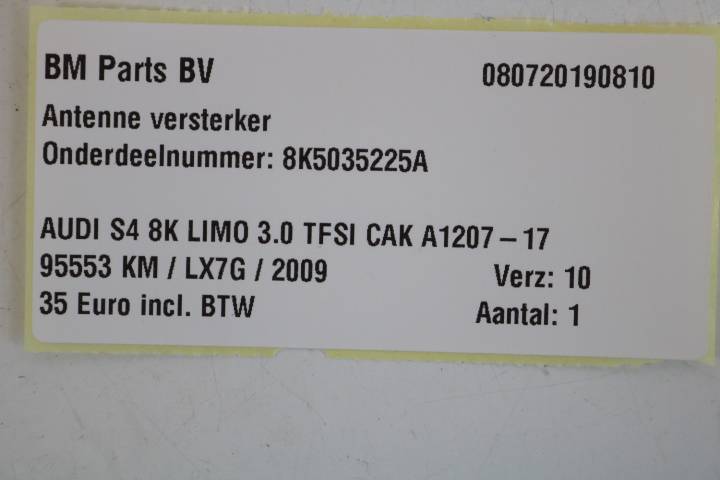 BM Parts BV 080720190810
Antenne versterker
Onderdeelnummer: 8K5035225A
AUDI S4 8K LIMO 3.0 TFSI CAK A1207 – 17
95553 KM / LX7G / 2009 Verz: 10
35 Euro incl. BTW Aantal: 1